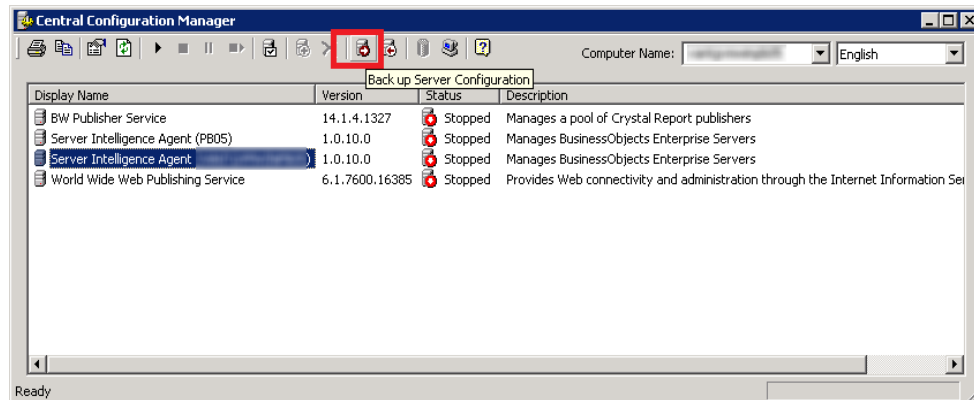 Central Configuration Manager
Computer Name: English
Back up Server Configuration
Display Name Version Status Description
BW Publisher Service 14.1.4.1327 Stopped Manages a pool of Crystal Report publishers
Server Intelligence Agent (PB05) 1.0.10.0 Stopped Manages BusinessObjects Enterprise Servers
Server Intelligence Agent ) 1.0.10.0 Stopped Manages BusinessObjects Enterprise Servers
World Wide Web Publishing Service 6.1.7600.16385 Stopped Provides Web connectivity and administration through the Internet Information Se
Ready